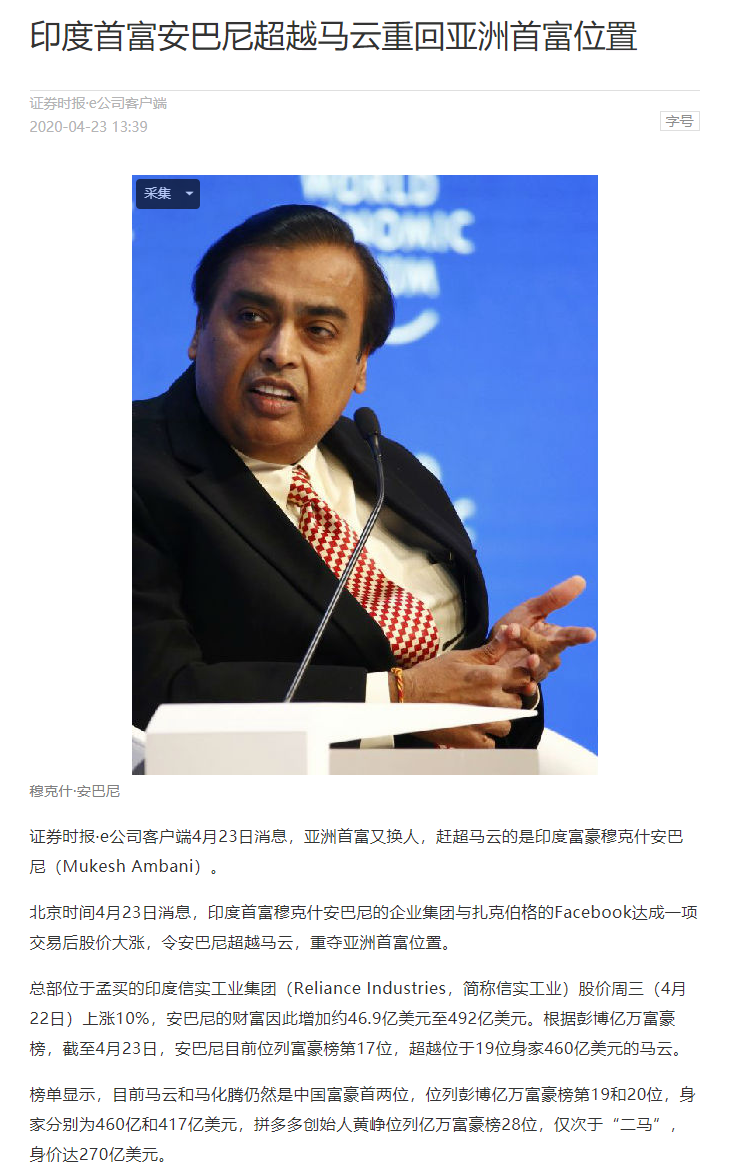 印度首富安巴尼超越马云重回亚洲首富位置
证券时报·e公司客户端
2020-04-23 13:39
字号
采集
WORLD
ECONOMIC
FORUM
穆克什·安巴尼
证券时报·e公司客户端4月23日消息，亚洲首富又换人，赶超马云的是印度富豪穆克什安巴
尼（Mukesh Ambani）。
北京时间4月23日消息，印度首富穆克什安巴尼的企业集团与扎克伯格的Facebook达成一项
交易后股价大涨，令安巴尼超越马云，重夺亚洲首富位置。
总部位于孟买的印度信实工业集团（Reliance Industries，简称信实工业）股价周三（4月
22日）上涨10%，安巴尼的财富因此增加约46.9亿美元至492亿美元。根据彭博亿万富豪
榜，截至4月23日，安巴尼目前位列富豪榜第17位，超越位于19位身家460亿美元的马云。
榜单显示，目前马云和马化腾仍然是中国富豪首两位，位列彭博亿万富豪榜第19和20位，身
家分别为460亿和417亿美元，拼多多创始人黄峥位列亿万富豪榜28位，仅次于“二马”，
身价达270亿美元。